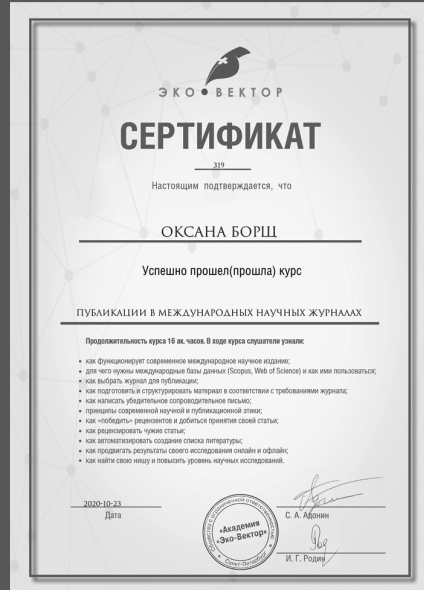 ЭКО ВЕКТОР
СЕРТИФИКАТ
319
Настоящим подтверждается, что
ОКСАНА БОРЩ
Успешно прошел(прошла) курс
ПУБЛИКАЦИИ В МЕЖДУНАРОДНЫХ НАУЧНЫХ ЖУРНАЛАХ
Продолжительность курса 16 ак. часов. В ходе курса слушатели узнали:
• как функционирует современное международное научное издание;
• для чего нужны международные базы данных (Scopus, Web of Science) и как ими пользоваться;
• как выбрать журнал для публикации;
• как подготовить и структурировать материал в соответствии с требованиями журнала;
• как написать убедительное сопроводительное письмо;
• принципы современной научной и публикационной этики;
• как «победить» рецензентов и добиться принятия своей статьи;
• как рецензировать чужие статьи;
• как автоматизировать создание списка литературы;
• как продвигать результаты своего исследования онлайн и офлайн;
• как найти свою нишу и повысить уровень научных исследований.
2020-10-23
Дата
Общество с ограниченной ответственностью
«Академия
«Эко-Вектор»
Санкт-Петербург
С. А. Адонин
И. Г. Родин